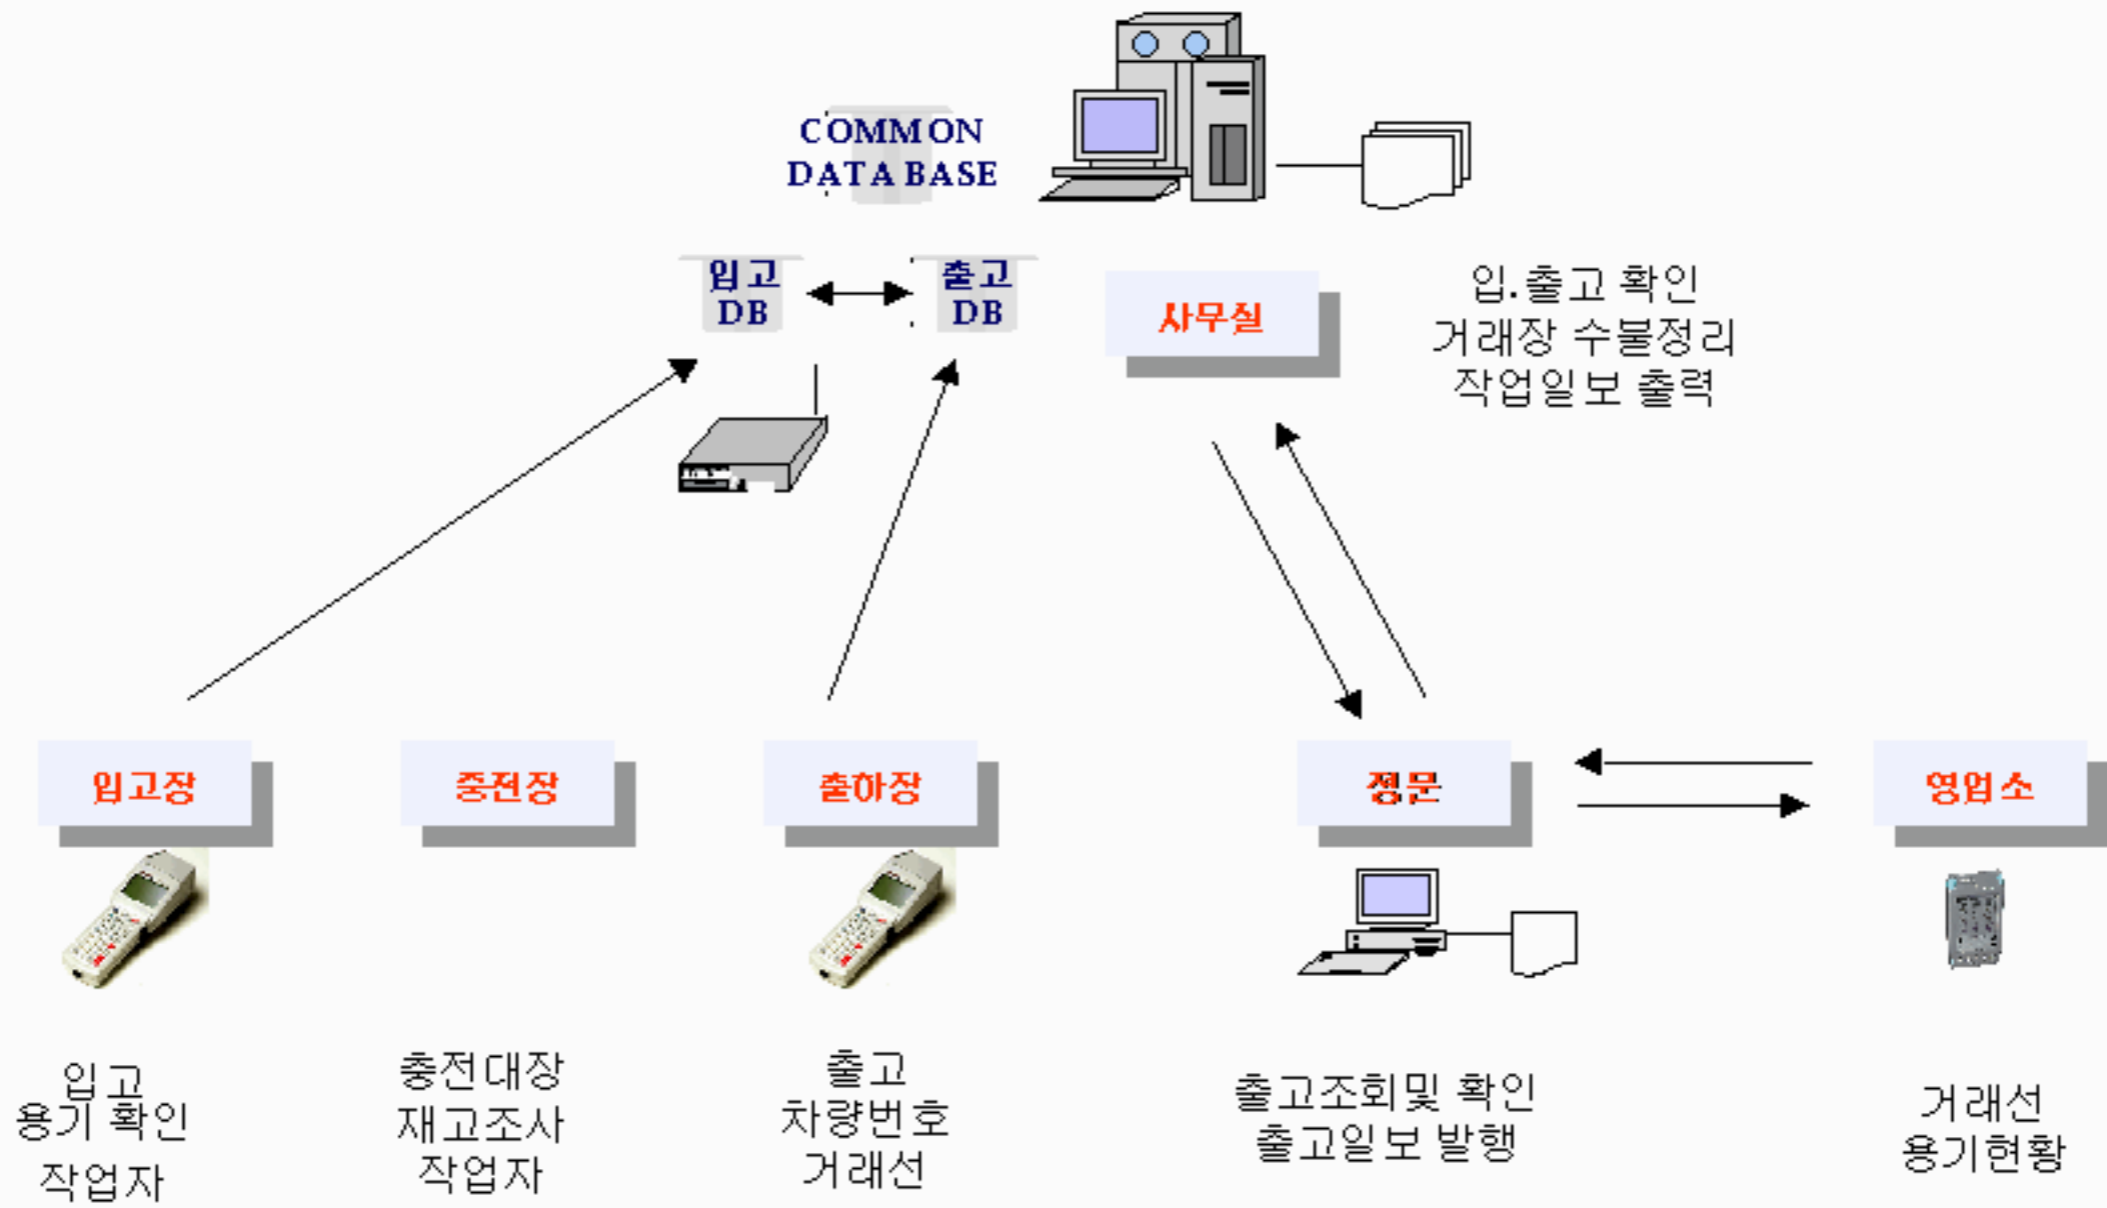 COMMON
DATABASE
입고
DB
출고
DB
사무실
입.출고 확인
거래장 수불정리
작업일보 출력
입고장
충전장
출하장
정문
영업소
입고
용기 확인
작업자
충전대장
재고조사
작업자
출고
차량번호
거래선
출고조회및 확인
출고일보 발행
거래선
용기현황